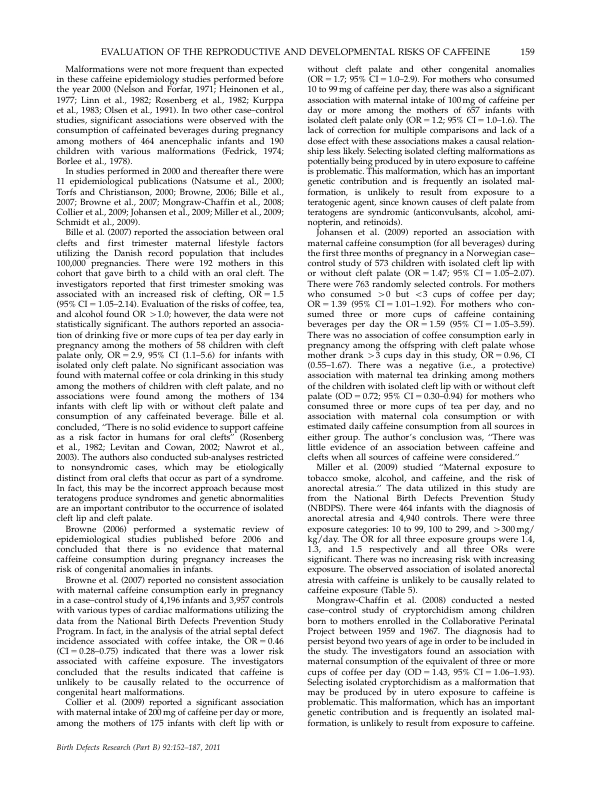 EVALUATION OF THE REPRODUCTIVE AND DEVELOPMENTAL RISKS OF CAFFEINE 159
Malformations were not more frequent than expected
in these caffeine epidemiology studies performed before
the year 2000 (Nelson and Forfar, 1971; Heinonen et al.,
1977; Linn et al., 1982; Rosenberg et al., 1982; Kurppa
et al., 1983; Olsen et al., 1991). In two other case–control
studies, significant associations were observed with the
consumption of caffeinated beverages during pregnancy
among mothers of 464 anencephalic infants and 190
children with various malformations (Fedrick, 1974;
Borlee et al., 1978).
In studies performed in 2000 and thereafter there were
11 epidemiological publications (Natsume et al., 2000;
Torfs and Christianson, 2000; Browne, 2006; Bille et al.,
2007; Browne et al., 2007; Mongraw-Chaffin et al., 2008;
Collier et al., 2009; Johansen et al., 2009; Miller et al., 2009;
Schmidt et al., 2009).
Bille et al. (2007) reported the association between oral
clefts and first trimester maternal lifestyle factors
utilizing the Danish record population that includes
100,000 pregnancies. There were 192 mothers in this
cohort that gave birth to a child with an oral cleft. The
investigators reported that first trimester smoking was
associated with an increased risk of clefting, OR = 1.5
(95% CI = 1.05–2.14). Evaluation of the risks of coffee, tea,
and alcohol found OR >1.0; however, the data were not
statistically significant. The authors reported an associa-
tion of drinking five or more cups of tea per day early in
pregnancy among the mothers of 58 children with cleft
palate only, OR = 2.9, 95% CI (1.1–5.6) for infants with
isolated only cleft palate. No significant association was
found with maternal coffee or cola drinking in this study
among the mothers of children with cleft palate, and no
associations were found among the mothers of 134
infants with cleft lip with or without cleft palate and
consumption of any caffeinated beverage. Bille et al.
concluded, “There is no solid evidence to support caffeine
as a risk factor in humans for oral clefts” (Rosenberg
et al., 1982; Levitan and Cowan, 2002; Nawrot et al.,
2003). The authors also conducted sub-analyses restricted
to nonsyndromic cases, which may be etiologically
distinct from oral clefts that occur as part of a syndrome.
In fact, this may be the incorrect approach because most
teratogens produce syndromes and genetic abnormalities
are an important contributor to the occurrence of isolated
cleft lip and cleft palate.
Browne (2006) performed a systematic review of
epidemiological studies published before 2006 and
concluded that there is no evidence that maternal
caffeine consumption during pregnancy increases the
risk of congenital anomalies in infants.
Browne et al. (2007) reported no consistent association
with maternal caffeine consumption early in pregnancy
in a case–control study of 4,196 infants and 3,957 controls
with various types of cardiac malformations utilizing the
data from the National Birth Defects Prevention Study
Program. In fact, in the analysis of the atrial septal defect
incidence associated with coffee intake, the OR = 0.46
(CI = 0.28–0.75) indicated that there was a lower risk
associated with caffeine exposure. The investigators
concluded that the results indicated that caffeine is
unlikely to be causally related to the occurrence of
congenital heart malformations.
Collier et al. (2009) reported a significant association
with maternal intake of 200 mg of caffeine per day or more,
among the mothers of 175 infants with cleft lip with or
without cleft palate and other congenital anomalies
(OR = 1.7; 95% CI = 1.0–2.9). For mothers who consumed
10 to 99 mg of caffeine per day, there was also a significant
association with maternal intake of 100 mg of caffeine per
day or more among the mothers of 657 infants with
isolated cleft palate only (OR = 1.2; 95% CI = 1.0–1.6). The
lack of correction for multiple comparisons and lack of a
dose effect with these associations makes a causal relation-
ship less likely. Selecting isolated clefting malformations as
potentially being produced by in utero exposure to caffeine
is problematic. This malformation, which has an important
genetic contribution and is frequently an isolated mal-
formation, is unlikely to result from exposure to a
teratogenic agent, since known causes of cleft palate from
teratogens are syndromic (anticonvulsants, alcohol, ami-
nopterin, and retinoids).
Johansen et al. (2009) reported an association with
maternal caffeine consumption (for all beverages) during
the first three months of pregnancy in a Norwegian case–
control study of 573 children with isolated cleft lip with
or without cleft palate (OR = 1.47; 95% CI = 1.05–2.07).
There were 763 randomly selected controls. For mothers
who consumed >0 but <3 cups of coffee per day;
OR = 1.39 (95% CI = 1.01–1.92). For mothers who con-
sumed three or more cups of caffeine containing
beverages per day the OR = 1.59 (95% CI = 1.05–3.59).
There was no association of coffee consumption early in
pregnancy among the offspring with cleft palate whose
mother drank >3 cups day in this study, OR = 0.96, CI
(0.55–1.67). There was a negative (i.e., a protective)
association with maternal tea drinking among mothers
of the children with isolated cleft lip with or without cleft
palate (OD = 0.72; 95% CI = 0.30–0.94) for mothers who
consumed three or more cups of tea per day, and no
association with maternal cola consumption or with
estimated daily caffeine consumption from all sources in
either group. The author’s conclusion was, “There was
little evidence of an association between caffeine and
clefts when all sources of caffeine were considered.”
Miller et al. (2009) studied “Maternal exposure to
tobacco smoke, alcohol, and caffeine, and the risk of
anorectal atresia.” The data utilized in this study are
from the National Birth Defects Prevention Study
(NBDPS). There were 464 infants with the diagnosis of
anorectal atresia and 4,940 controls. There were three
exposure categories: 10 to 99, 100 to 299, and >300 mg/
kg/day. The OR for all three exposure groups were 1.4,
1.3, and 1.5 respectively and all three ORs were
significant. There was no increasing risk with increasing
exposure. The observed association of isolated anorectal
atresia with caffeine is unlikely to be causally related to
caffeine exposure (Table 5).
Mongraw-Chaffin et al. (2008) conducted a nested
case–control study of cryptorchidism among children
born to mothers enrolled in the Collaborative Perinatal
Project between 1959 and 1967. The diagnosis had to
persist beyond two years of age in order to be included in
the study. The investigators found an association with
maternal consumption of the equivalent of three or more
cups of coffee per day (OD = 1.43, 95% CI = 1.06–1.93).
Selecting isolated cryptorchidism as a malformation that
may be produced by in utero exposure to caffeine is
problematic. This malformation, which has an important
genetic contribution and is frequently an isolated mal-
formation, is unlikely to result from exposure to caffeine.
Birth Defects Research (Part B) 92:152–187, 2011